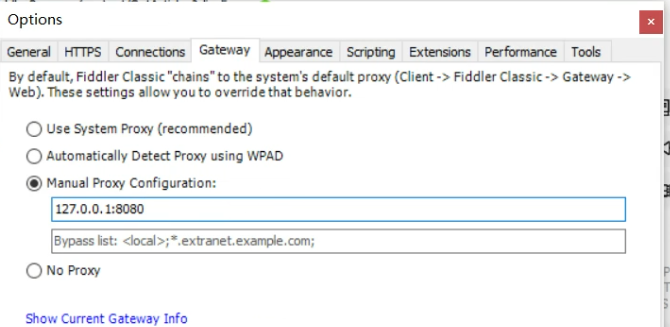 Options
General HTTPS Connections Gateway Appearance Scripting Extensions Performance Tools
By default, Fiddler Classic "chains" to the system's default proxy (Client -> Fiddler Classic -> Gateway ->
Web). These settings allow you to override that behavior.
Use System Proxy (recommended)
Automatically Detect Proxy using WPAD
Manual Proxy Configuration:
127.0.0.1:8080
Bypass list: <local>;*.extranet.example.com;
No Proxy
Show Current Gateway Info